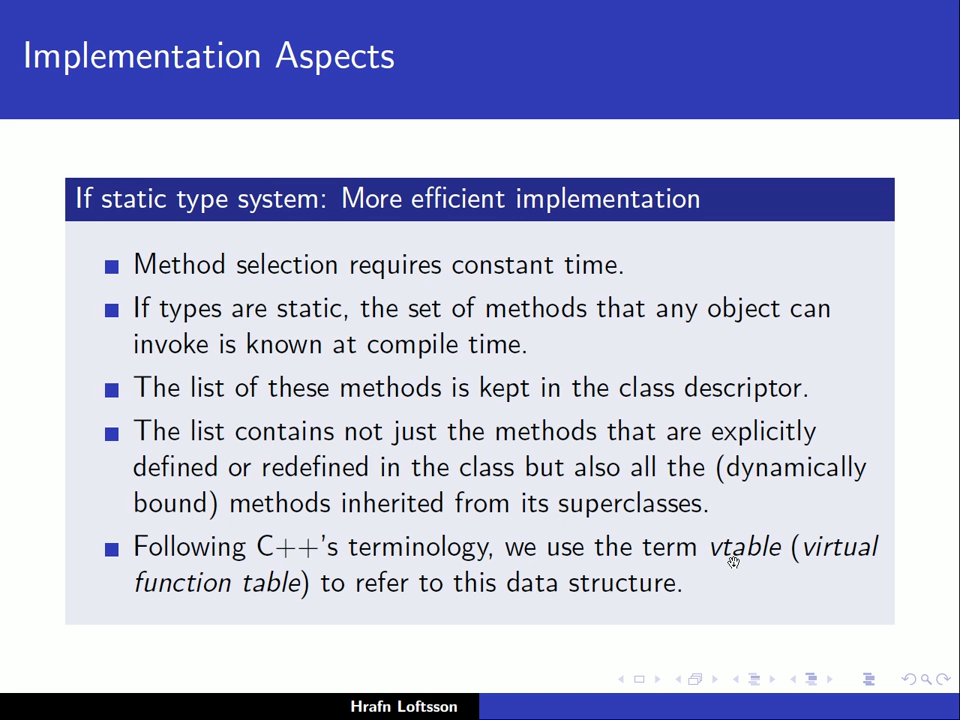 Implementation Aspects
If static type system: More efficient implementation
Method selection requires constant time.
If types are static, the set of methods that any object can
invoke is known at compile time.
The list of these methods is kept in the class descriptor.
The list contains not just the methods that are explicitly
defined or redefined in the class but also all the (dynamically
bound) methods inherited from its superclasses.
Following C++'s terminology, we use the term vtable (virtual
function table) to refer to this data structure.
Hrafn Loftsson